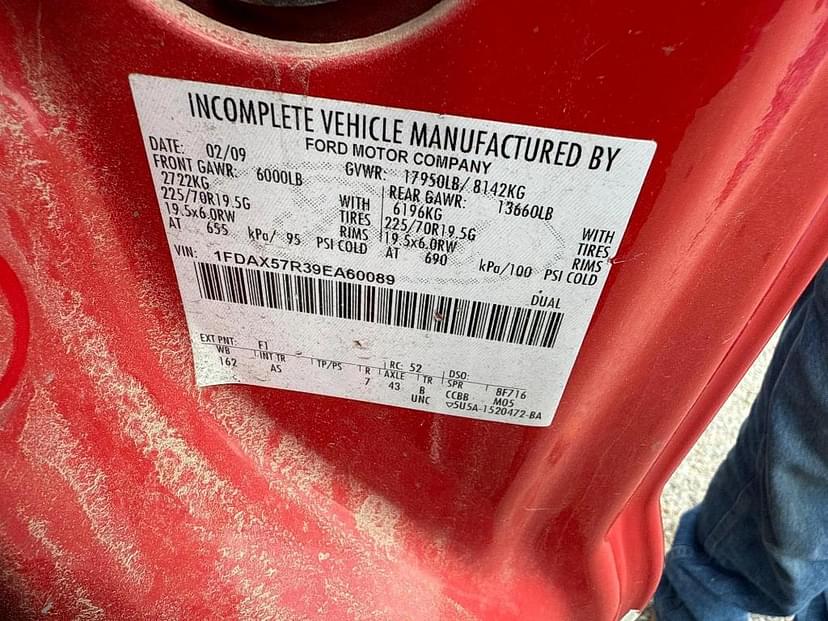 INCOMPLETE VEHICLE MANUFACTURED BY
FORD MOTOR COMPANY
DATE: 02/09 GVWR: 17950LB/ 8142KG
FRONT GAWR: 6000LB REAR GAWR: 13660LB
2722KG WITH 6196KG WITH
225/70R19.5G TIRES 225/70R19.5G TIRES
19.5x6.0RW RIMS 19.5x6.0RW RIMS
AT 655 kPa/ 95 PSI COLD AT 690 kPa/100 PSI COLD
VIN: 1FDAX57R39EA60089 DUAL
EXT PNT: F1 RC: 52 DSO:
WB INT TR TP/PS R AXLE TR SPR BF716
162 AS 7 43 B CCBB M05
UNC ▽5U5A-1520472-BA